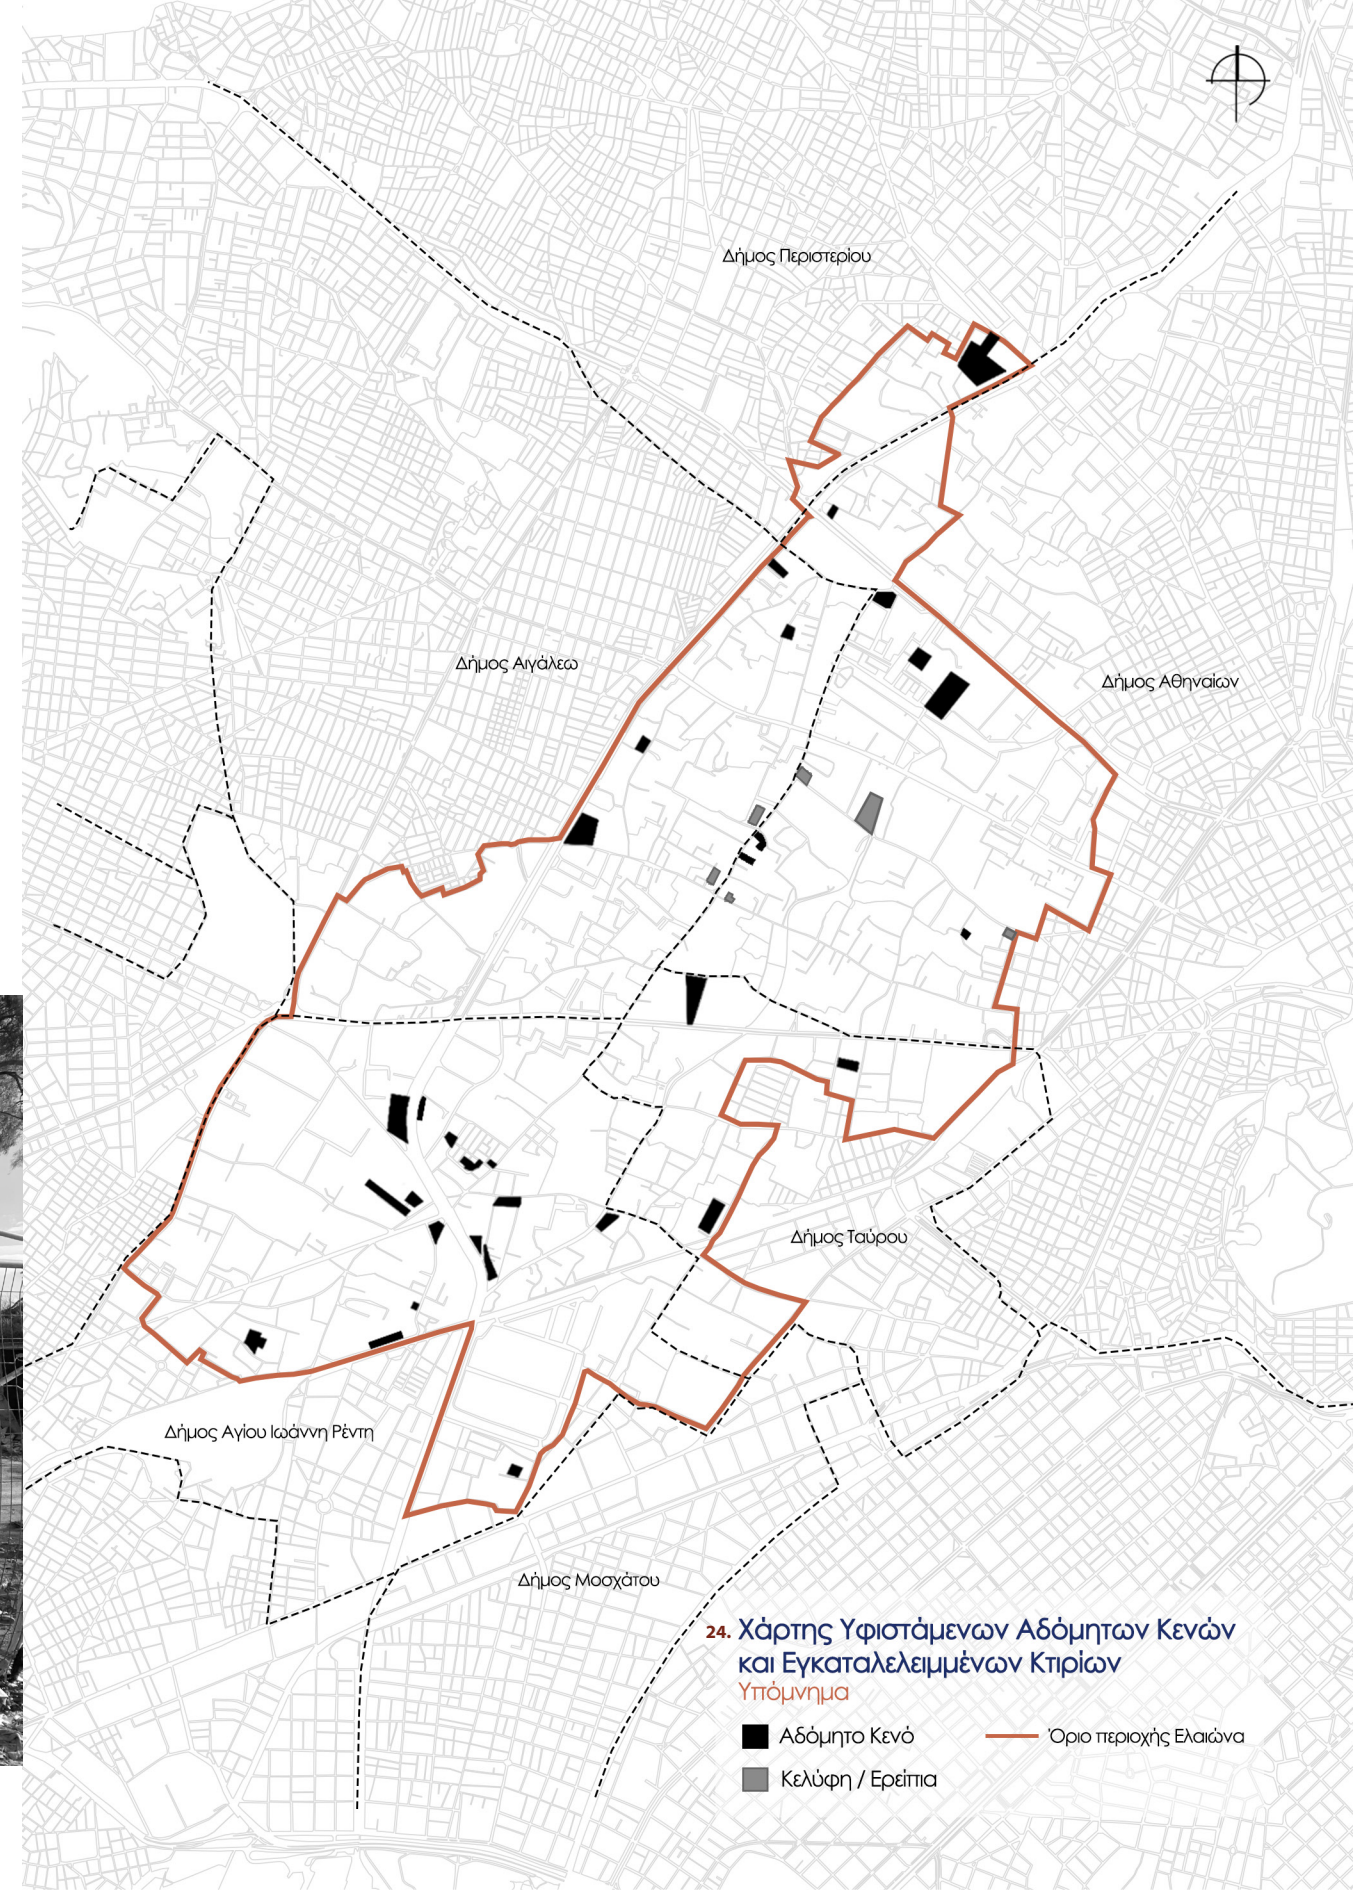 Δήμος Περιστερίου
Δήμος Αιγάλεω
Δήμος Αθηναίων
Δήμος Ταύρου
Δήμος Αγίου Ιωάννη Ρέντη
Δήμος Μοσχάτου
24. Χάρτης Υφιστάμενων Αδόμητων Κενών
και Εγκαταλελειμμένων Κτιρίων
Υπόμνημα
Αδόμητο Κενό
Όριο περιοχής Ελαιώνα
Κελύφη / Ερείπια